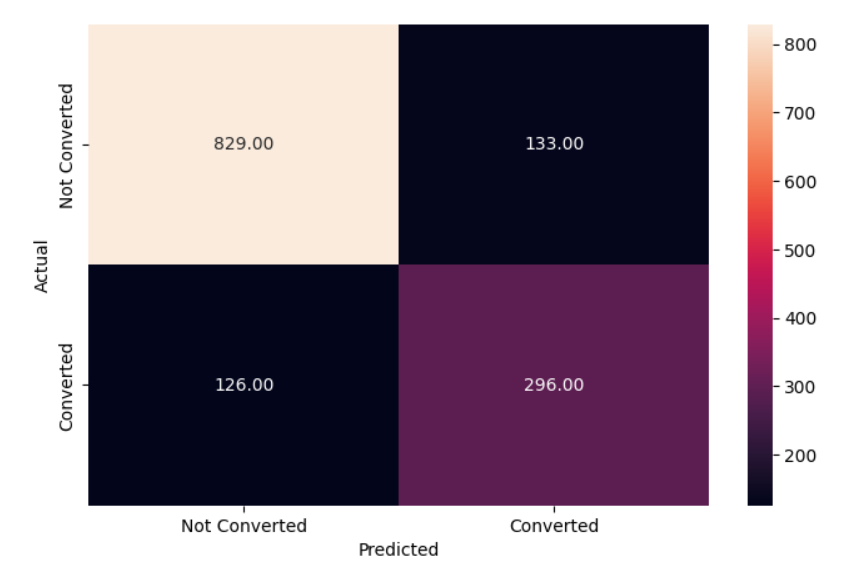 Not Converted
829.00
133.00
Actual
Converted
126.00
296.00
Not Converted
Converted
Predicted
800
700
600
500
400
300
200